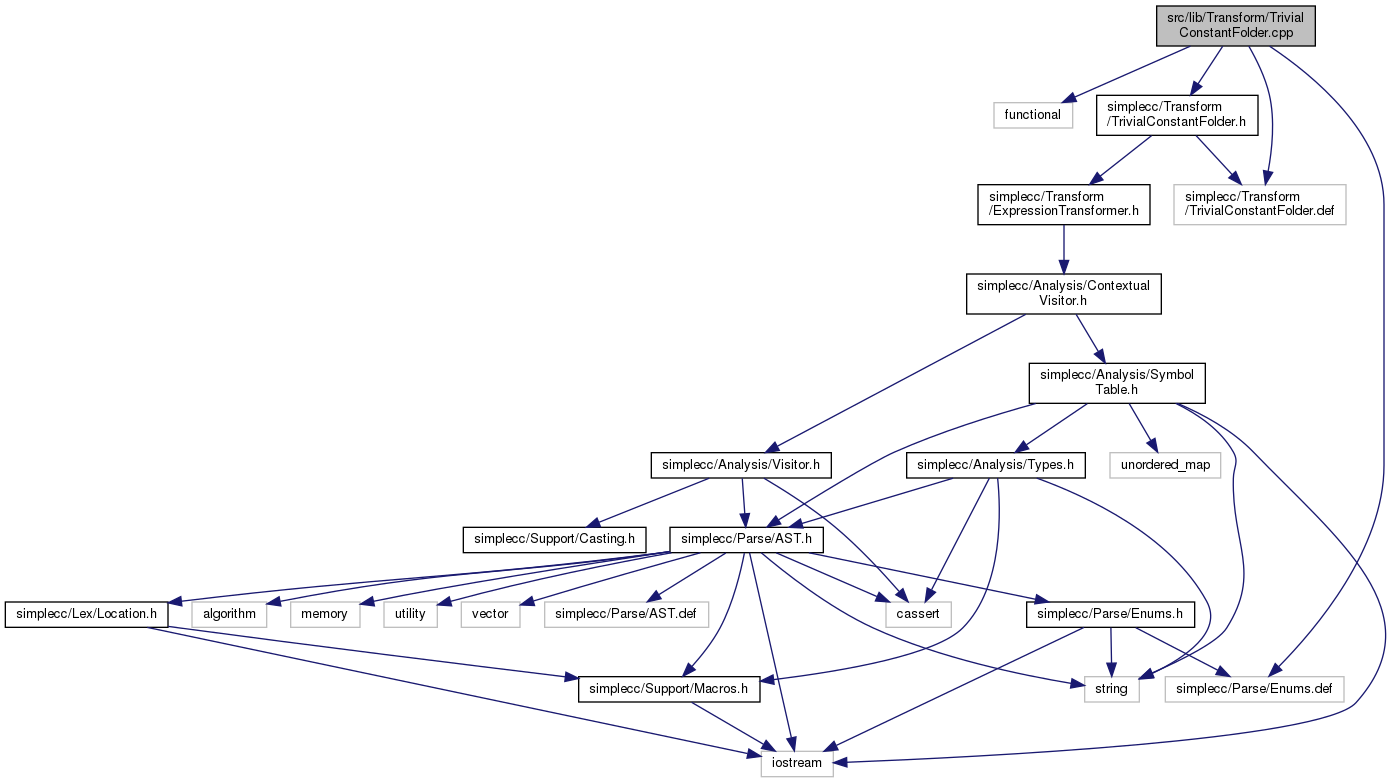 src/lib/Transform/Trivial
ConstantFolder.cpp
functional
simplecc/Transform
/TrivialConstantFolder.h
simplecc/Transform
/ExpressionTransformer.h
simplecc/Transform
/TrivialConstantFolder.def
simplecc/Analysis/Contextual
Visitor.h
simplecc/Analysis/Symbol
Table.h
simplecc/Analysis/Visitor.h
simplecc/Analysis/Types.h
unordered_map
simplecc/Support/Casting.h
simplecc/Parse/AST.h
simplecc/Lex/Location.h
algorithm
memory
utility
vector
simplecc/Parse/AST.def
cassert
simplecc/Parse/Enums.h
simplecc/Support/Macros.h
string
simplecc/Parse/Enums.def
iostream